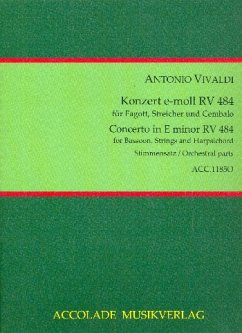 ANTONIO VIVALDI
Konzert e-moll RV 484
für Fagott, Streicher und Cembalo
Concerto in E minor RV 484
for Bassoon, Strings and Harpsichord
Stimmensatz / Orchestral parts
ACC.1185O
ACCOLADE MUSIKVERLAG